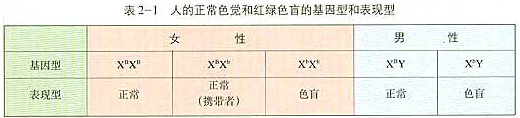 表 2-1 人的正常色觉和红绿色盲的基因型和表现型
女 性 男 性
基因型 XᴮXᴮ XᴮXᵇ XᵇXᵇ XᴮY XᵇY
表现型 正常 正常(携带者) 色盲 正常 色盲